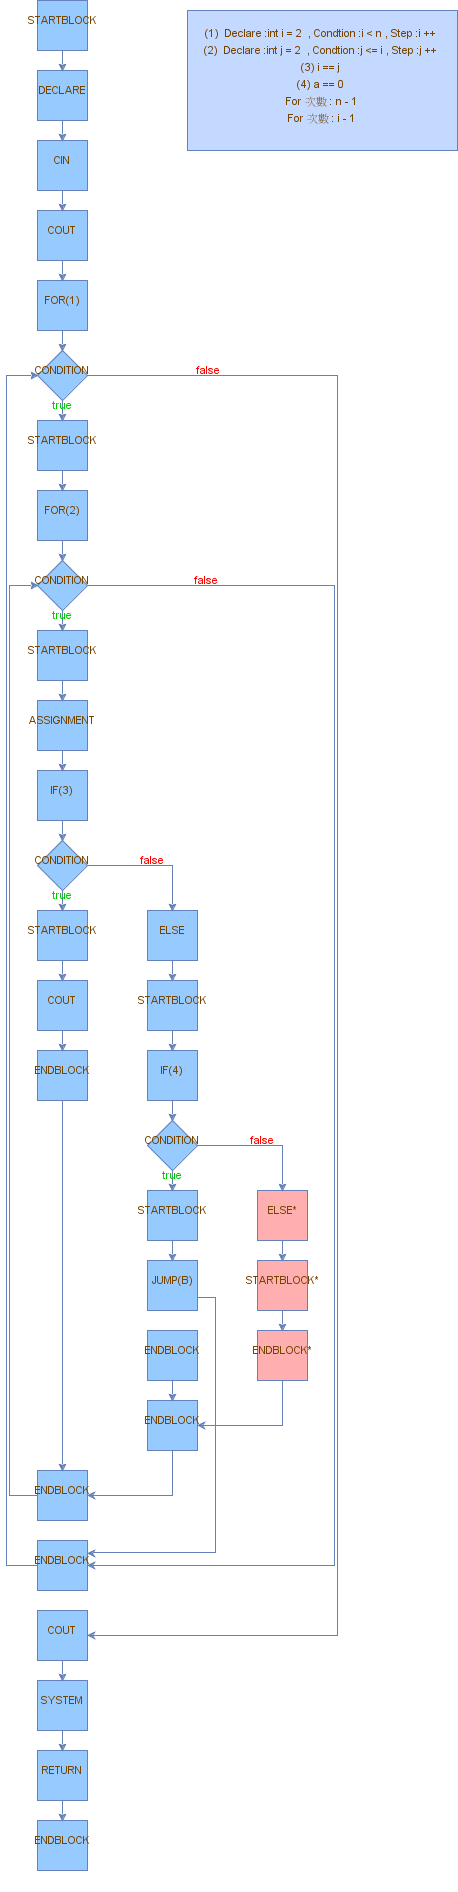 STARTBLOCK
(1) Declare :int i = 2 , Condtion :i < n , Step :i ++
(2) Declare :int j = 2 , Condtion :j <= i , Step :j ++
(3) i == j
(4) a == 0
For 次數 : n - 1
For 次數 : i - 1
DECLARE
CIN
COUT
FOR(1)
CONDITION
false
true
STARTBLOCK
FOR(2)
CONDITION
false
true
STARTBLOCK
ASSIGNMENT
IF(3)
CONDITION
false
true
STARTBLOCK
ELSE
COUT
STARTBLOCK
ENDBLOCK
IF(4)
CONDITION
false
true
STARTBLOCK
ELSE*
JUMP(B)
STARTBLOCK*
ENDBLOCK
ENDBLOCK*
ENDBLOCK
ENDBLOCK
ENDBLOCK
COUT
SYSTEM
RETURN
ENDBLOCK